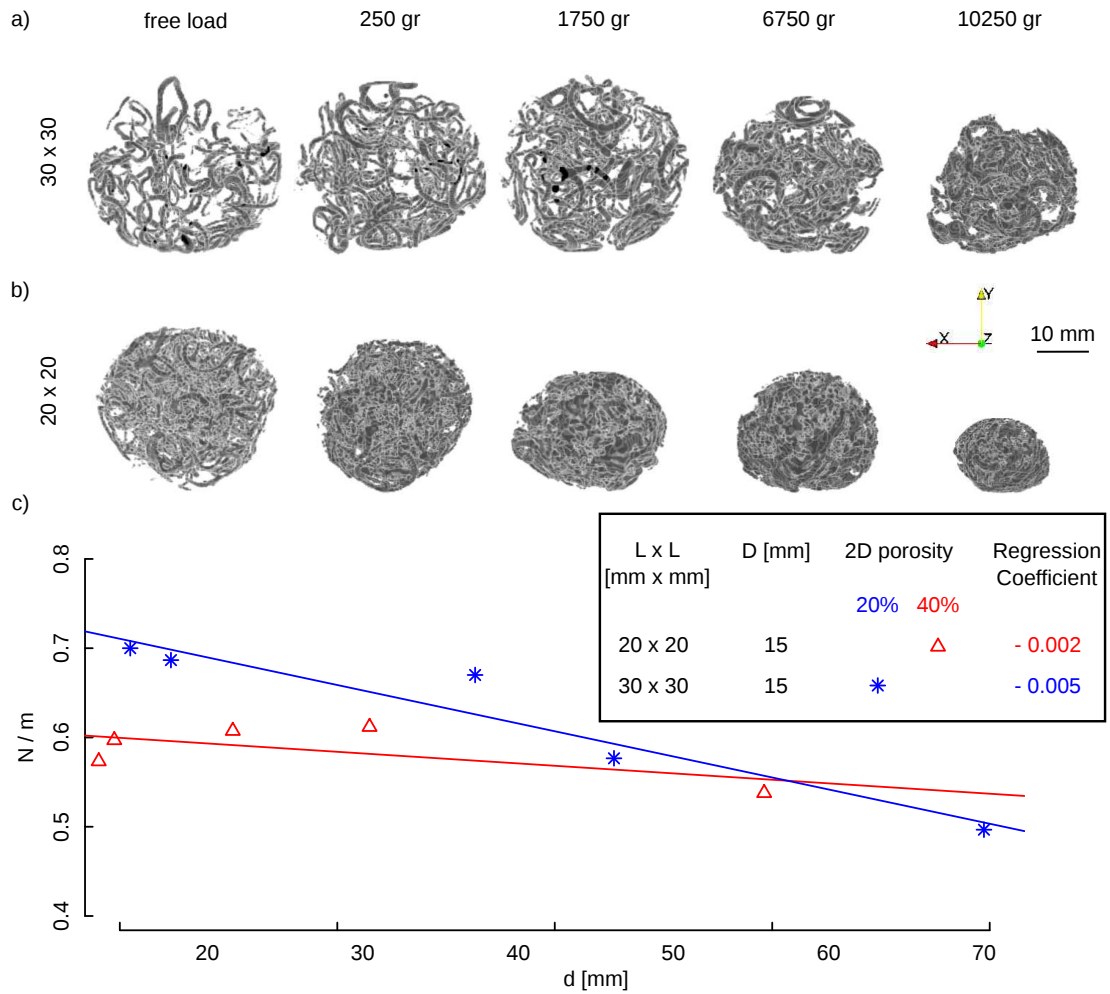 a)
free load 250 gr 1750 gr 6750 gr 10250 gr
30 x 30
b)
Y
X Z
10 mm
20 x 20
c)
L x L D [mm] 2D porosity Regression
[mm x mm] Coefficient
20% 40%
20 x 20 15 - 0.002
30 x 30 15 - 0.005
0.8
0.7
0.6
0.5
0.4
N / m
20 30 40 50 60 70
d [mm]